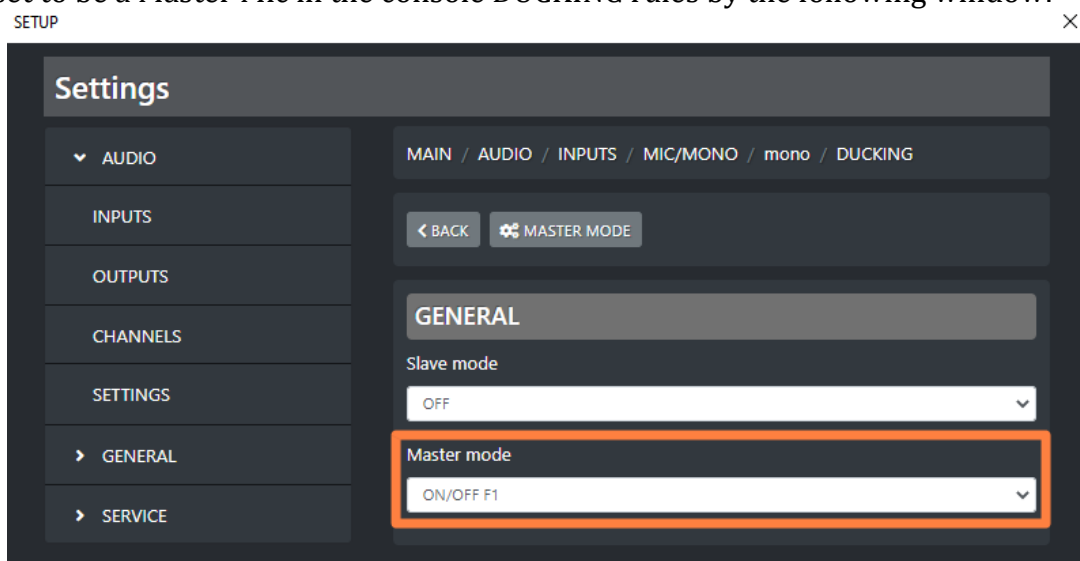 set to be a Master Mic in the console DUCKING rules by the following window:
SETUP
Settings
AUDIO
INPUTS
OUTPUTS
CHANNELS
SETTINGS
GENERAL
SERVICE
MAIN / AUDIO / INPUTS / MIC/MONO / mono / DUCKING
BACK
MASTER MODE
GENERAL
Slave mode
OFF
Master mode
ON/OFF F1